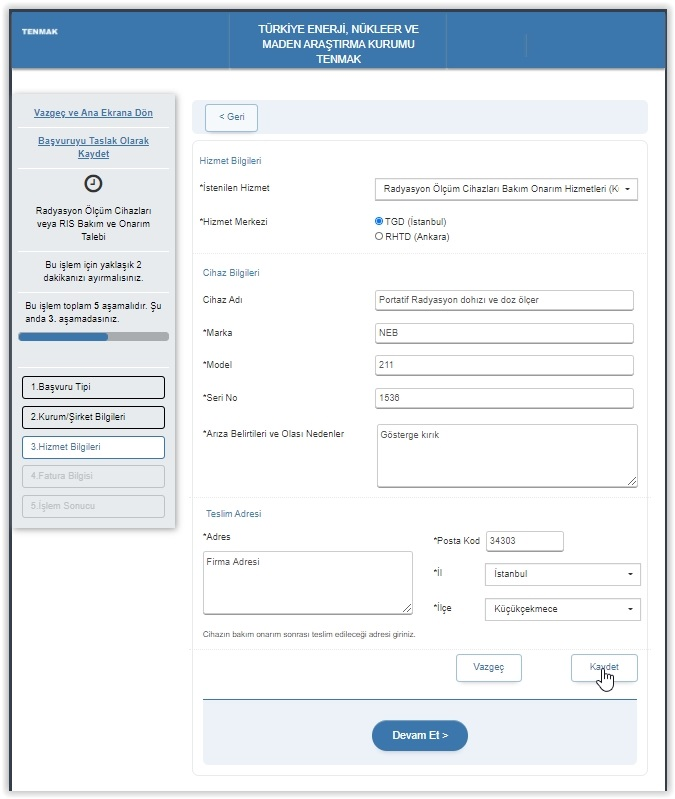 TENMAK
TÜRKİYE ENERJİ, NÜKLEER VE
MADEN ARAŞTIRMA KURUMU
TENMAK
Vazgeç ve Ana Ekrana Dön
Başvuruyu Taslak Olarak
Kaydet
Radyasyon Ölçüm Cihazları
veya RIS Bakım ve Onarım
Talebi
Bu işlem için yaklaşık 2
dakikanızı ayırmalısınız.
Bu işlem toplam 5 aşamalıdır. Şu
anda 3. aşamadasınız.
1.Başvuru Tipi
2.Kurum/Şirket Bilgileri
3.Hizmet Bilgileri
4.Fatura Bilgisi
5.İşlem Sonucu
< Geri
Hizmet Bilgileri
*İstenilen Hizmet Radyasyon Ölçüm Cihazları Bakım Onarım Hizmetleri (K
*Hizmet Merkezi TGD (İstanbul)
RHTD (Ankara)
Cihaz Bilgileri
Cihaz Adı Portatif Radyasyon dohızı ve doz ölçer
*Marka NEB
*Model 211
*Seri No 1536
*Arıza Belirtileri ve Olası Nedenler Gösterge kırık
Teslim Adresi
*Adres
Firma Adresi
*Posta Kod 34303
*İl İstanbul
*İlçe Küçükçekmece
Cihazın bakım onarım sonrası teslim edileceği adresi giriniz.
Vazgeç Kaydet
Devam Et >